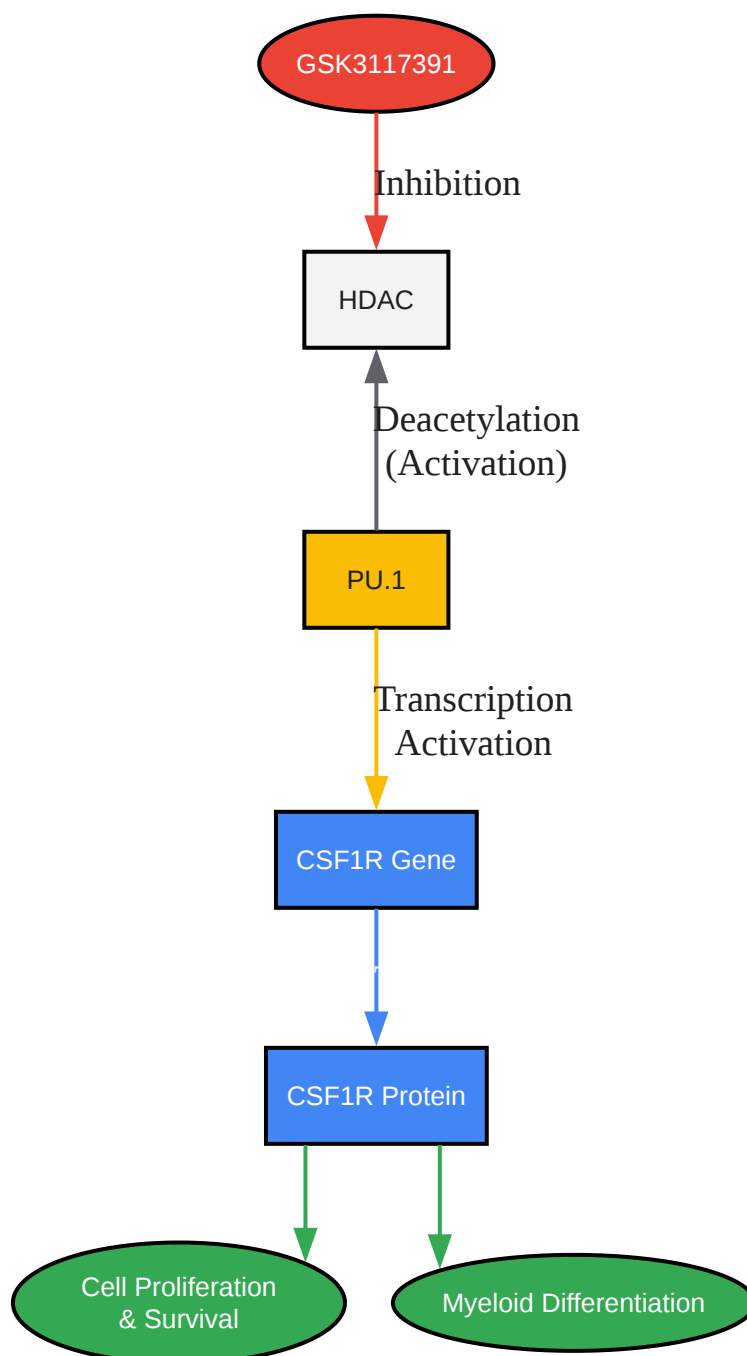 GSK3117391
Inhibition
HDAC
Deacetylation
(Activation)
PU.1
Transcription
Activation
CSF1R Gene
CSF1R Protein
Cell Proliferation
& Survival
Myeloid Differentiation